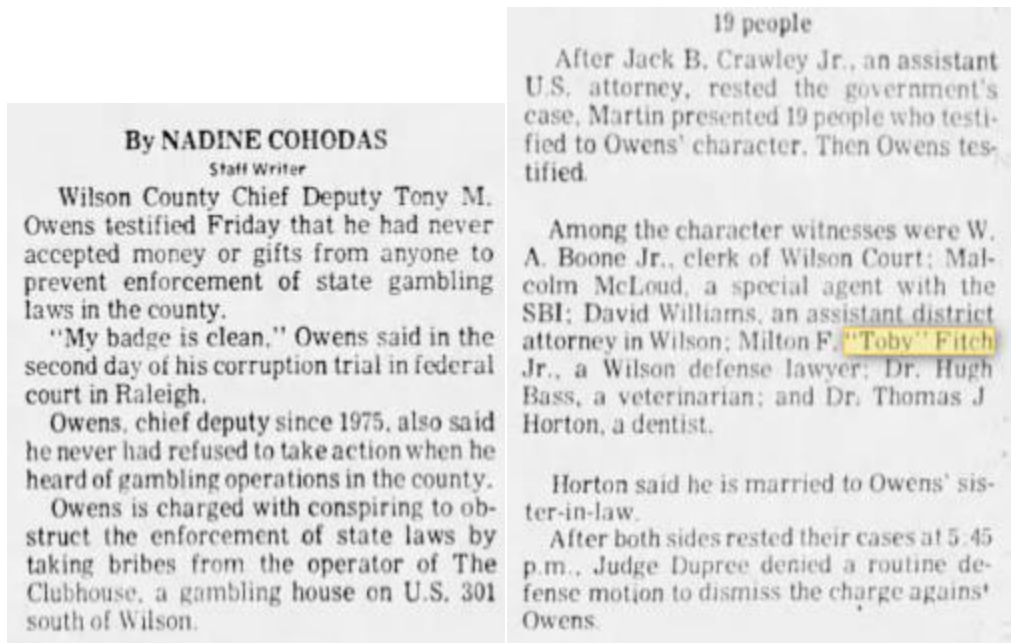 By NADINE COHODAS
Staff Writer
Wilson County Chief Deputy Tony M.
Owens testified Friday that he had never
accepted money or gifts from anyone to
prevent enforcement of state gambling
laws in the county.
"My badge is clean," Owens said in the
second day of his corruption trial in federal
court in Raleigh.
Owens, chief deputy since 1975, also said
he never had refused to take action when he
heard of gambling operations in the county.
Owens is charged with conspiring to ob-
struct the enforcement of state laws by
taking bribes from the operator of The
Clubhouse, a gambling house on U.S. 301
south of Wilson.
19 people
After Jack B. Crawley Jr., an assistant
U.S. attorney, rested the government's
case, Martin presented 19 people who testi-
fied to Owens' character. Then Owens tes-
tified.
Among the character witnesses were W.
A. Boone Jr., clerk of Wilson Court; Mal-
colm McLoud, a special agent with the
SBI; David Williams, an assistant district
attorney in Wilson; Milton F. "Toby" Fitch
Jr., a Wilson defense lawyer; Dr. Hugh
Bass, a veterinarian; and Dr. Thomas J
Horton, a dentist.
Horton said he is married to Owens' sis-
ter-in-law.
After both sides rested their cases at 5:45
p.m., Judge Dupree denied a routine de-
fense motion to dismiss the charge against
Owens.